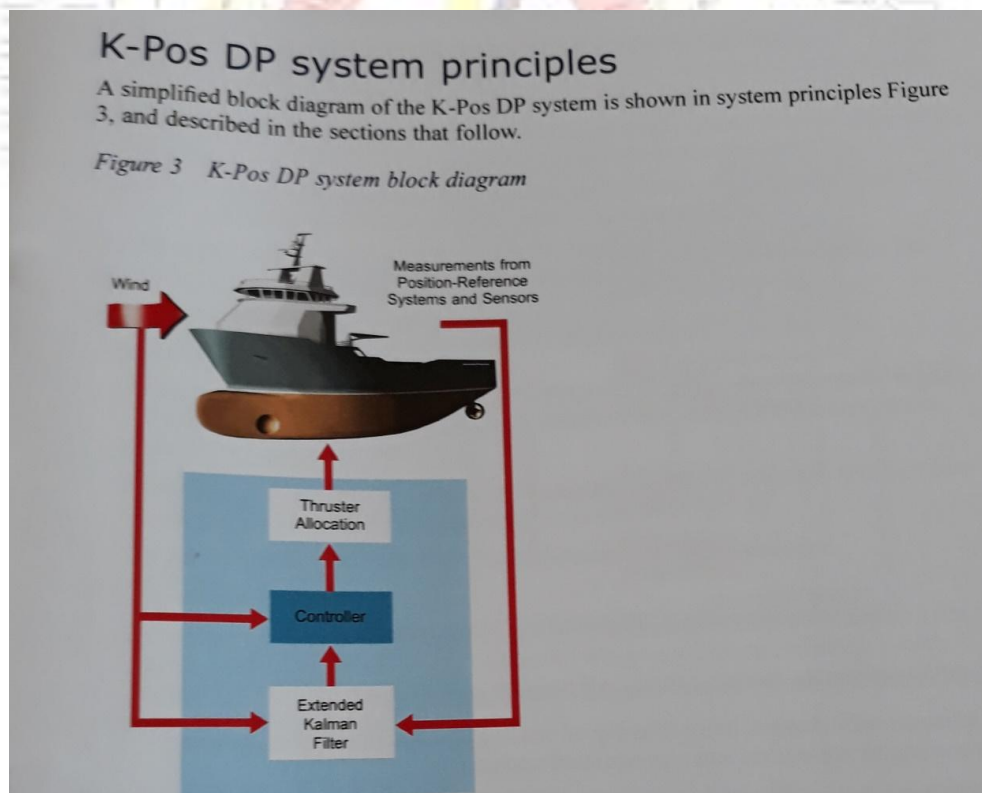 K-Pos DP system principles
A simplified block diagram of the K-Pos DP system is shown in system principles Figure
3, and described in the sections that follow.
Figure 3 K-Pos DP system block diagram
Wind
Measurements from
Position-Reference
Systems and Sensors
Thruster
Allocation
Controller
Extended
Kalman
Filter